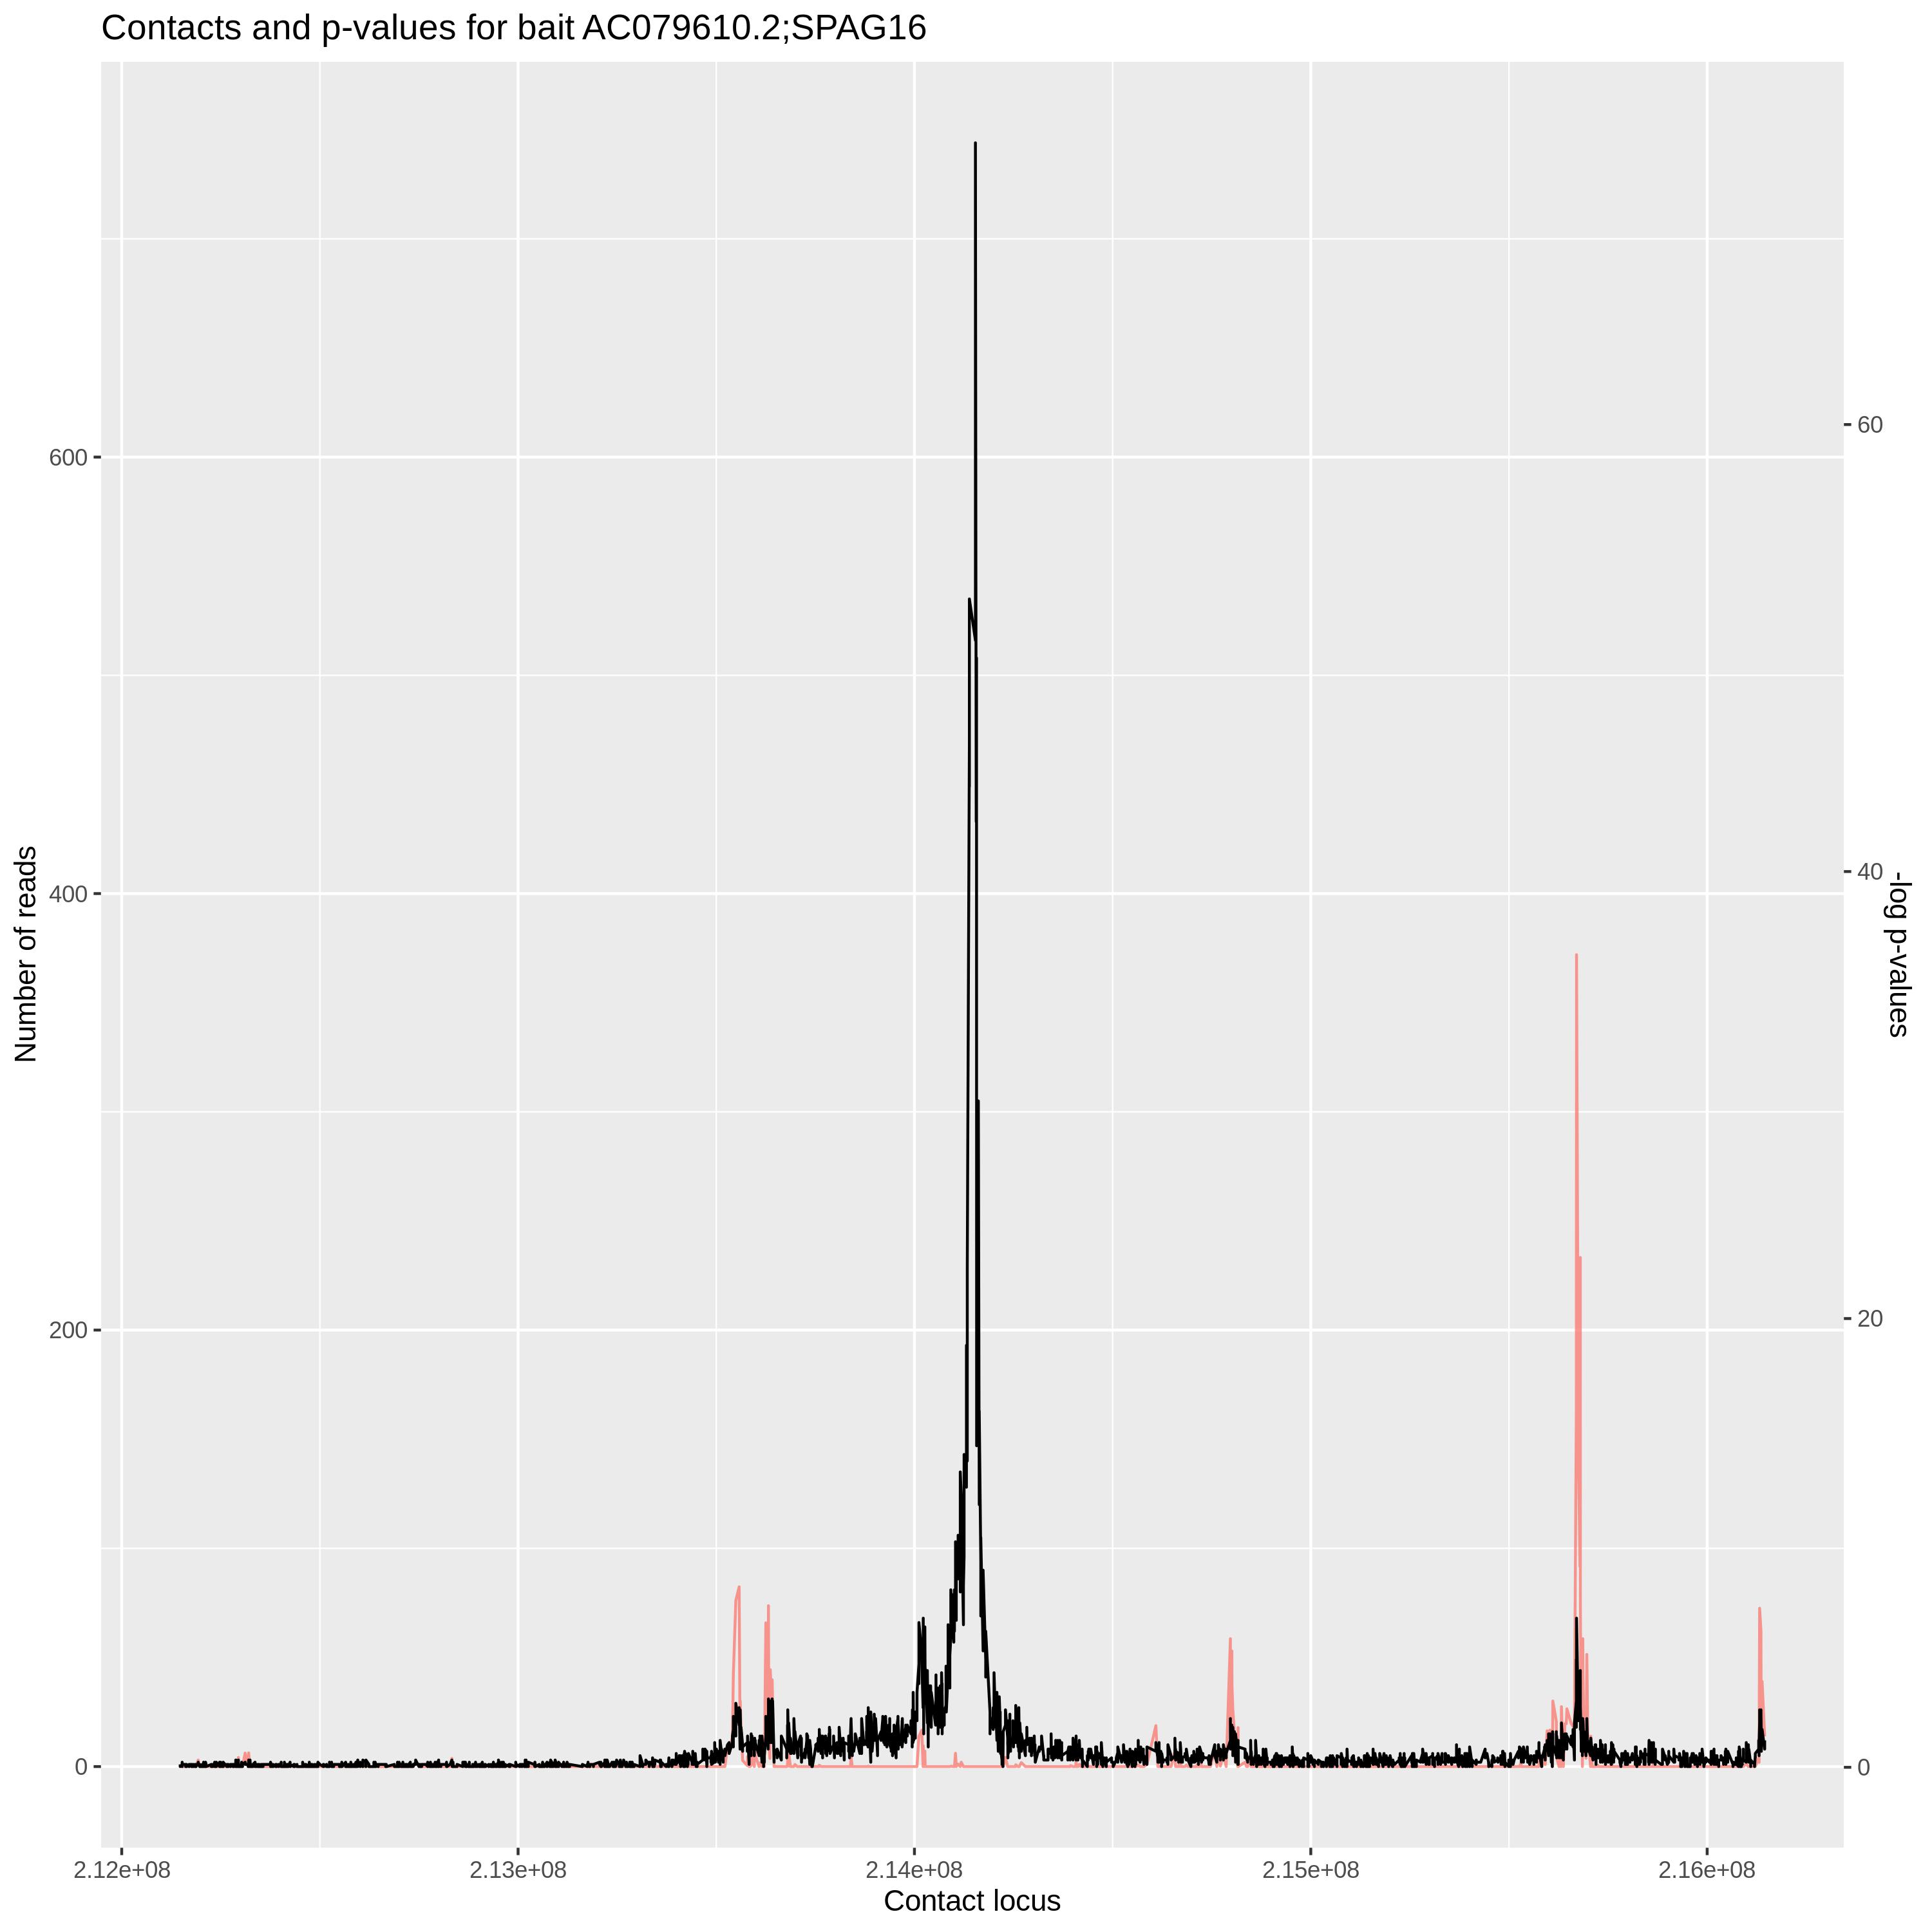 Contacts and p-values for bait AC079610.2;SPAG16
Number of reads
600
400
200
0
60
40
20
0
-log p-values
2.12e+08
2.13e+08
2.14e+08
2.15e+08
2.16e+08
Contact locus